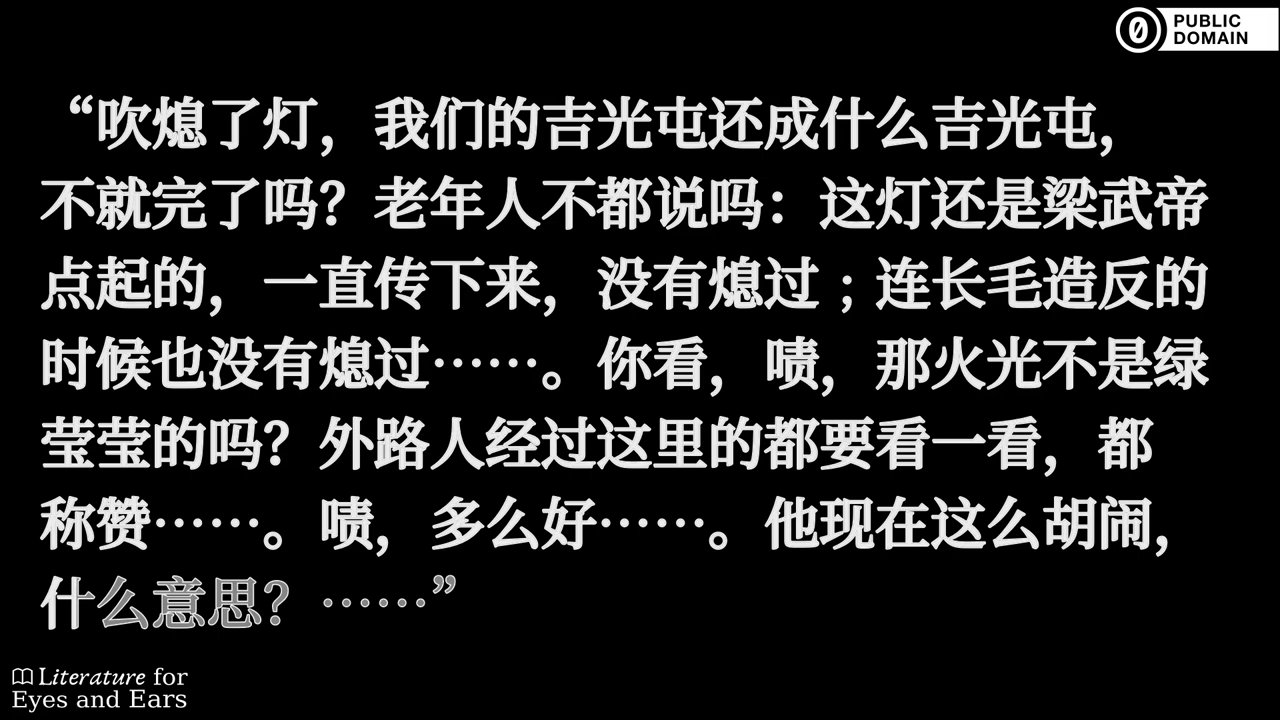 PUBLIC
DOMAIN
“吹熄了灯，我们的吉光屯还成什么吉光屯，
不就完了吗？老年人不都说吗：这灯还是梁武帝
点起的，一直传下来，没有熄过；连长毛造反的
时候也没有熄过……。你看，啧，那火光不是绿
莹莹的吗？外路人经过这里的都要看一看，都
称赞……。啧，多么好……。他现在这么胡闹，
什么意思？……”
Literature for
Eyes and Ears